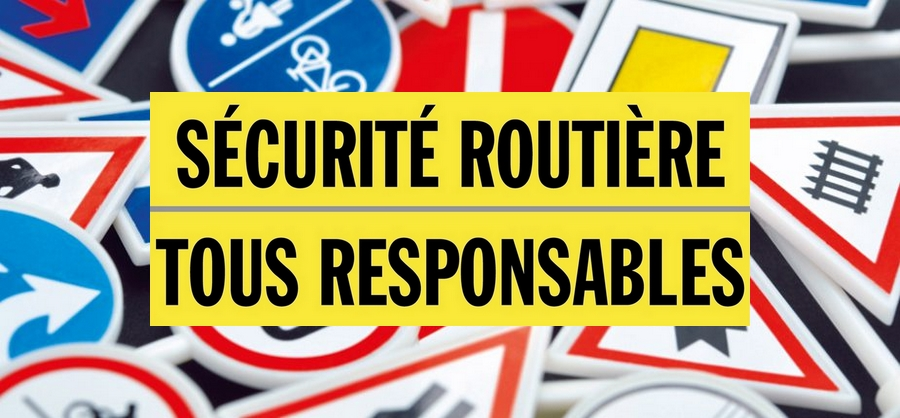 SÉCURITÉ ROUTIÈRE
TOUS RESPONSABLES